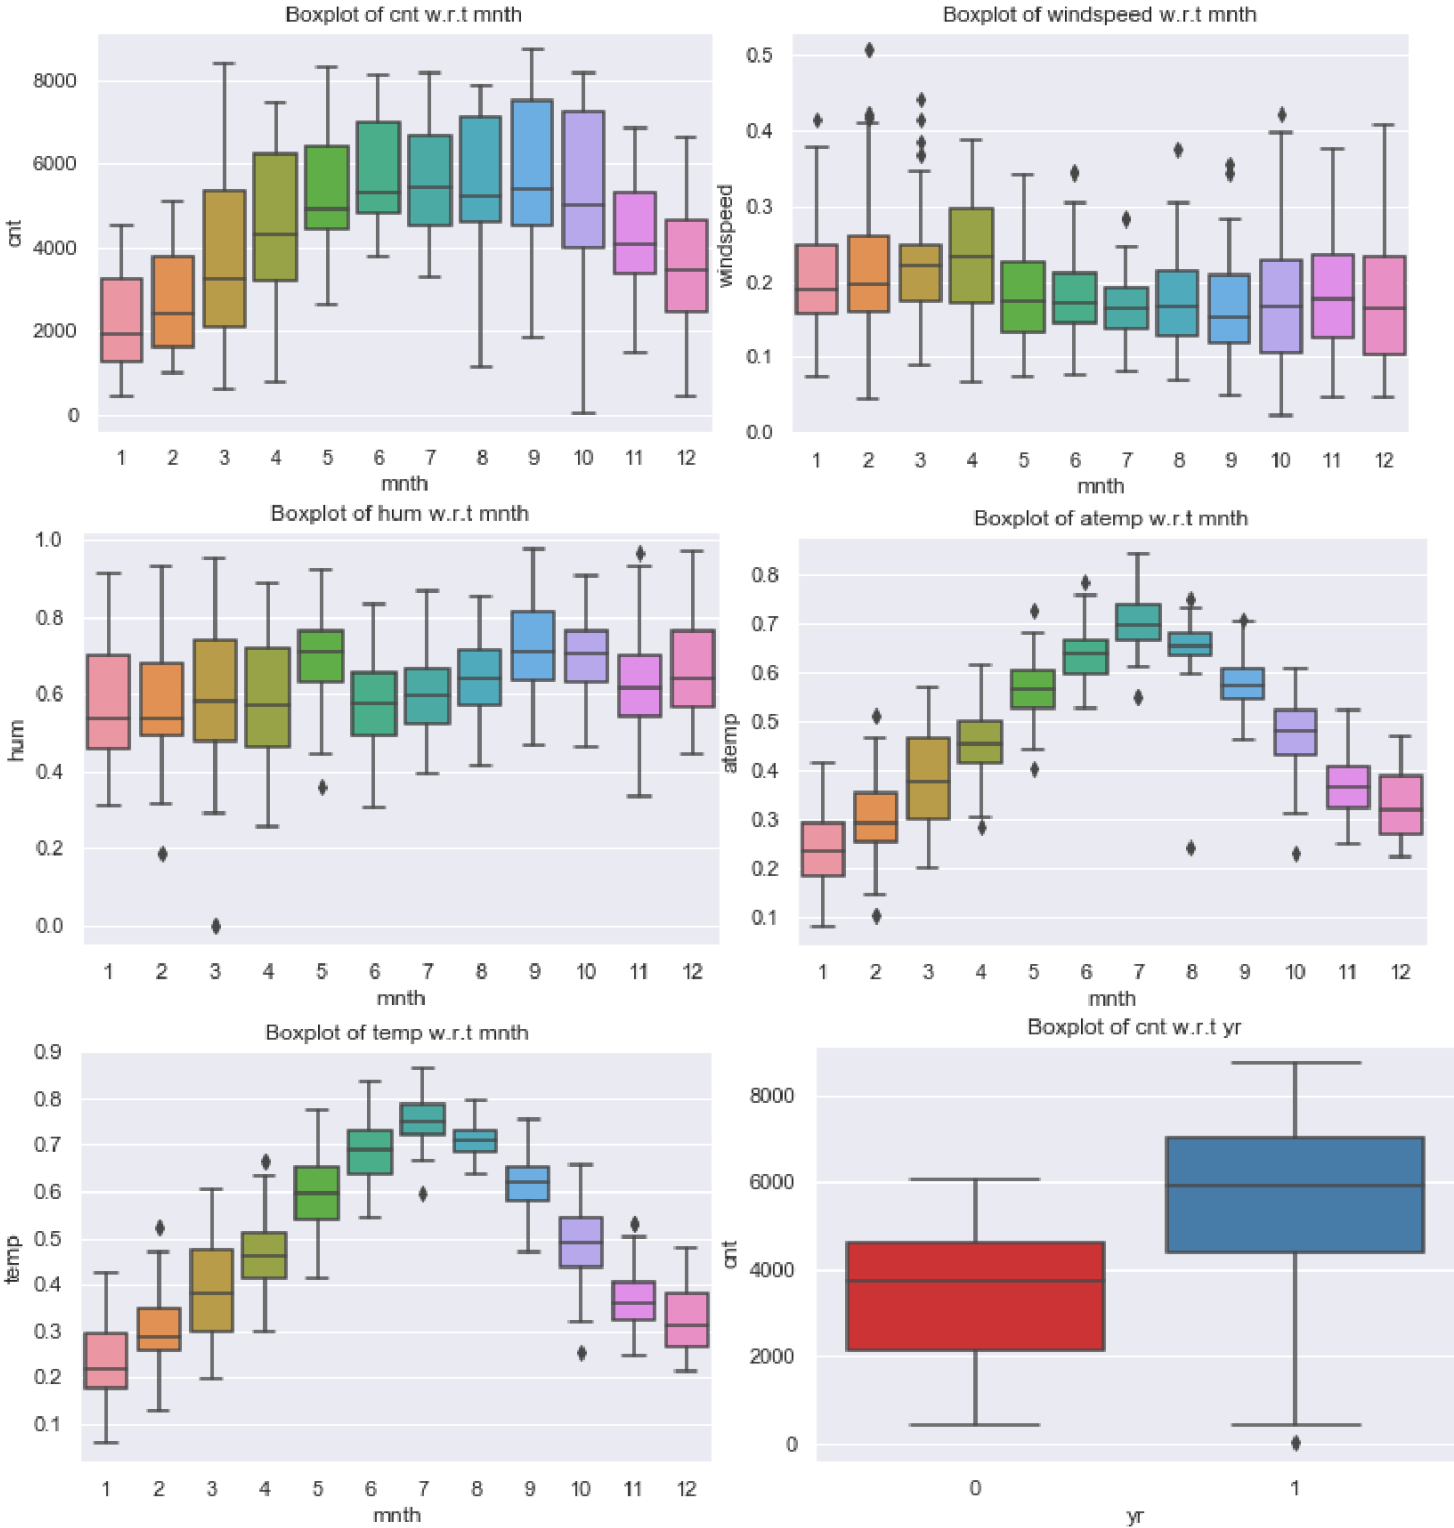 Boxplot of cnt w.r.t mnth
cnt
8000
6000
4000
2000
0
1 2 3 4 5 6 7 8 9 10 11 12
mnth
Boxplot of windspeed w.r.t mnth
windspeed
0.5
0.4
0.3
0.2
0.1
0.0
1 2 3 4 5 6 7 8 9 10 11 12
mnth
Boxplot of hum w.r.t mnth
hum
1.0
0.8
0.6
0.4
0.2
0.0
1 2 3 4 5 6 7 8 9 10 11 12
mnth
Boxplot of atemp w.r.t mnth
atemp
0.8
0.7
0.6
0.5
0.4
0.3
0.2
0.1
1 2 3 4 5 6 7 8 9 10 11 12
mnth
Boxplot of temp w.r.t mnth
temp
0.9
0.8
0.7
0.6
0.5
0.4
0.3
0.2
0.1
1 2 3 4 5 6 7 8 9 10 11 12
mnth
Boxplot of cnt w.r.t yr
cnt
8000
6000
4000
2000
0
0 1
yr